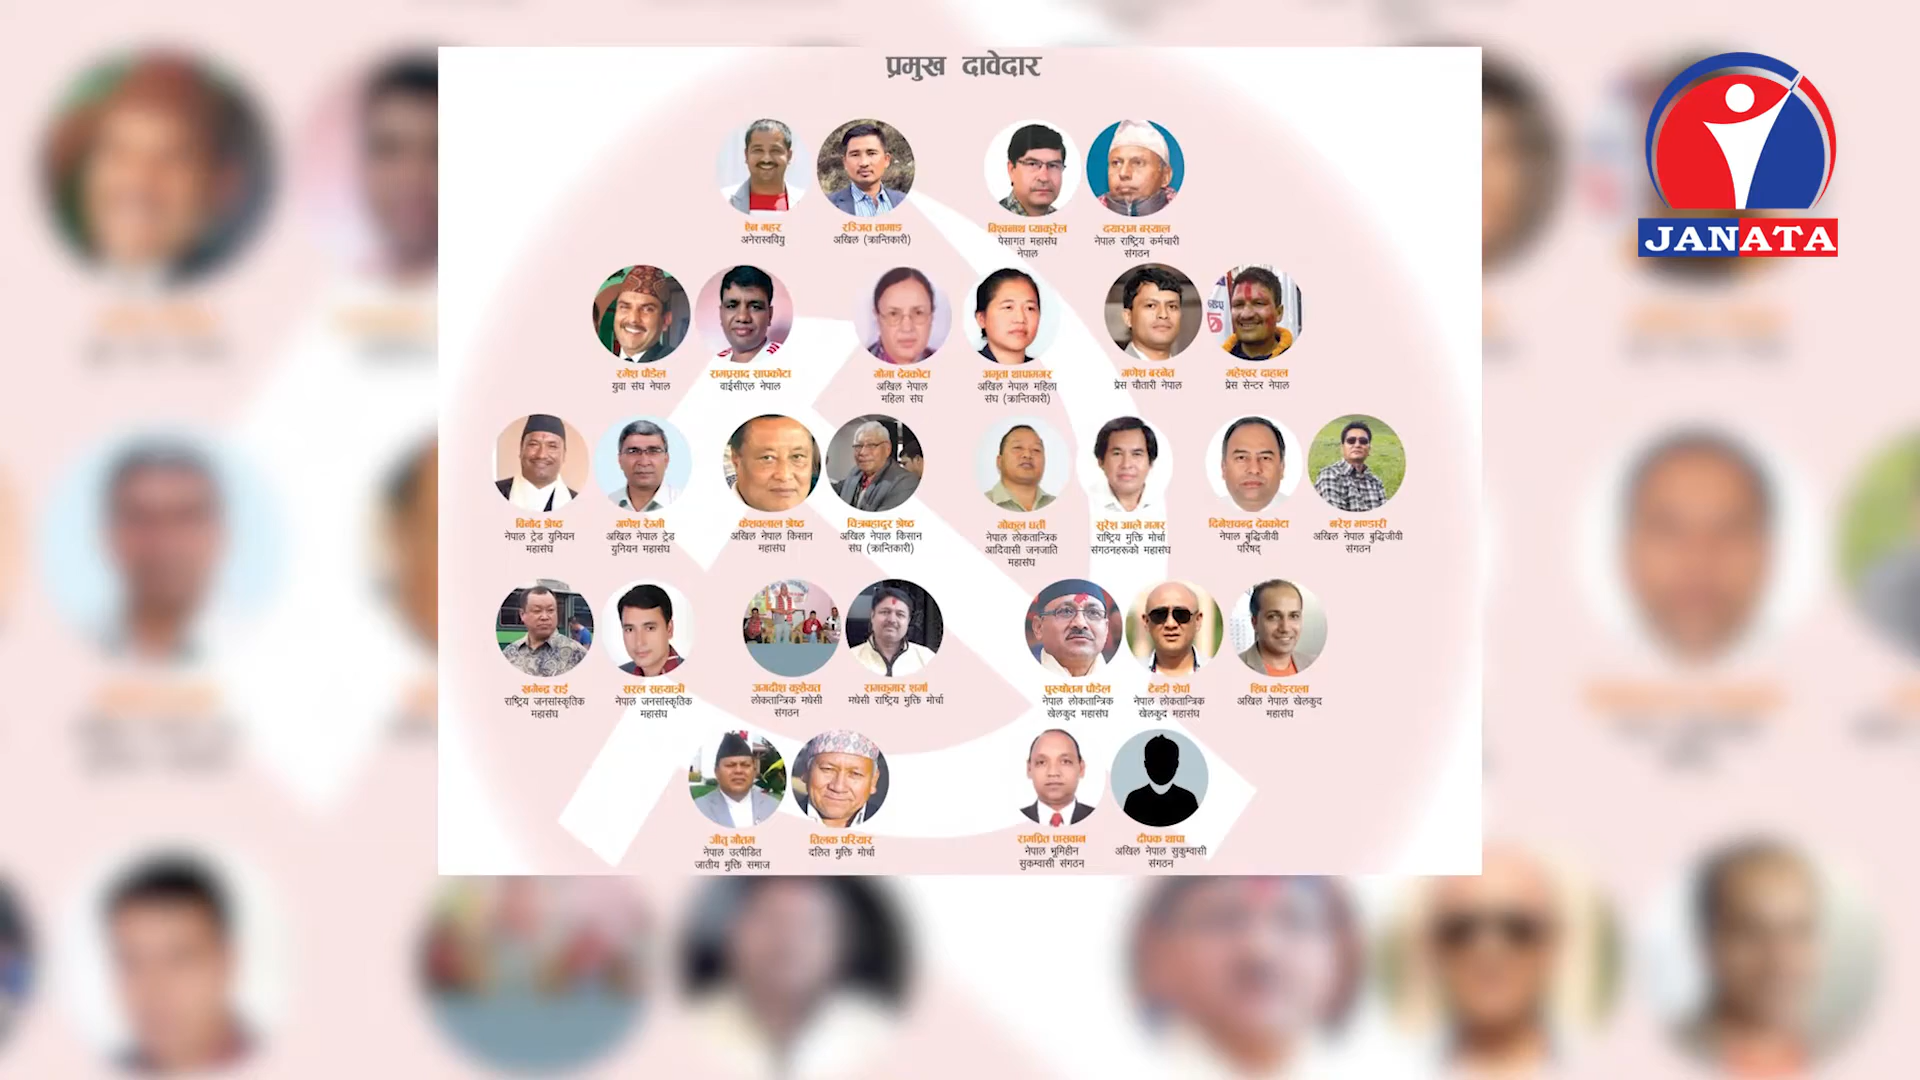 प्रमुख दावेदार
JANATA
ऐन महर
अनेरास्ववियु
रञ्जित तामाङ
अखिल (क्रान्तिकारी)
विश्वनाथ प्याकुरेल
पेसागत महासंघ
नेपाल
दयाराम बस्याल
नेपाल राष्ट्रिय कर्मचारी
संगठन
रमेश पौडेल
युवा संघ नेपाल
रामप्रसाद सापकोटा
वाईसीएल नेपाल
गोमा देवकोटा
अखिल नेपाल
महिला संघ
अमृता थापामगर
अखिल नेपाल महिला
संघ (क्रान्तिकारी)
गणेश बस्नेत
प्रेस चौतारी नेपाल
महेश्वर दाहाल
प्रेस सेन्टर नेपाल
विनोद श्रेष्ठ
नेपाल ट्रेड युनियन
महासंघ
गणेश रेग्मी
अखिल नेपाल ट्रेड
युनियन महासंघ
केशवलाल श्रेष्ठ
अखिल नेपाल किसान
महासंघ
चित्रबहादुर श्रेष्ठ
अखिल नेपाल किसान
संघ (क्रान्तिकारी)
गोकुल घर्ती
नेपाल लोकतान्त्रिक
आदिवासी जनजाति
महासंघ
सुरेश आले मगर
राष्ट्रिय मुक्ति मोर्चा
संगठनहरूको महासंघ
दिनेशचन्द्र देवकोटा
नेपाल बुद्धिजीवी
परिषद्
नरेश भण्डारी
अखिल नेपाल बुद्धिजीवी
संगठन
खगेन्द्र राई
राष्ट्रिय जनसांस्कृतिक
महासंघ
सरल सहयात्री
नेपाल जनसांस्कृतिक
महासंघ
जगदीश कुशेयत
लोकतान्त्रिक मधेसी
संगठन
रामकुमार शर्मा
मधेसी राष्ट्रिय मुक्ति मोर्चा
पुरुषोतम पौडेल
नेपाल लोकतान्त्रिक
खेलकुद महासंघ
टेन्डी शेर्पा
नेपाल लोकतान्त्रिक
खेलकुद महासंघ
शिव कोइराला
अखिल नेपाल खेलकुद
महासंघ
जीतु गौतम
नेपाल उत्पीडित
जातीय मुक्ति समाज
तिलक परियार
दलित मुक्ति मोर्चा
रामप्रित पासवान
नेपाल भूमिहीन
सुकम्वासी संगठन
दीपक थापा
अखिल नेपाल सुकुम्वासी
संगठन